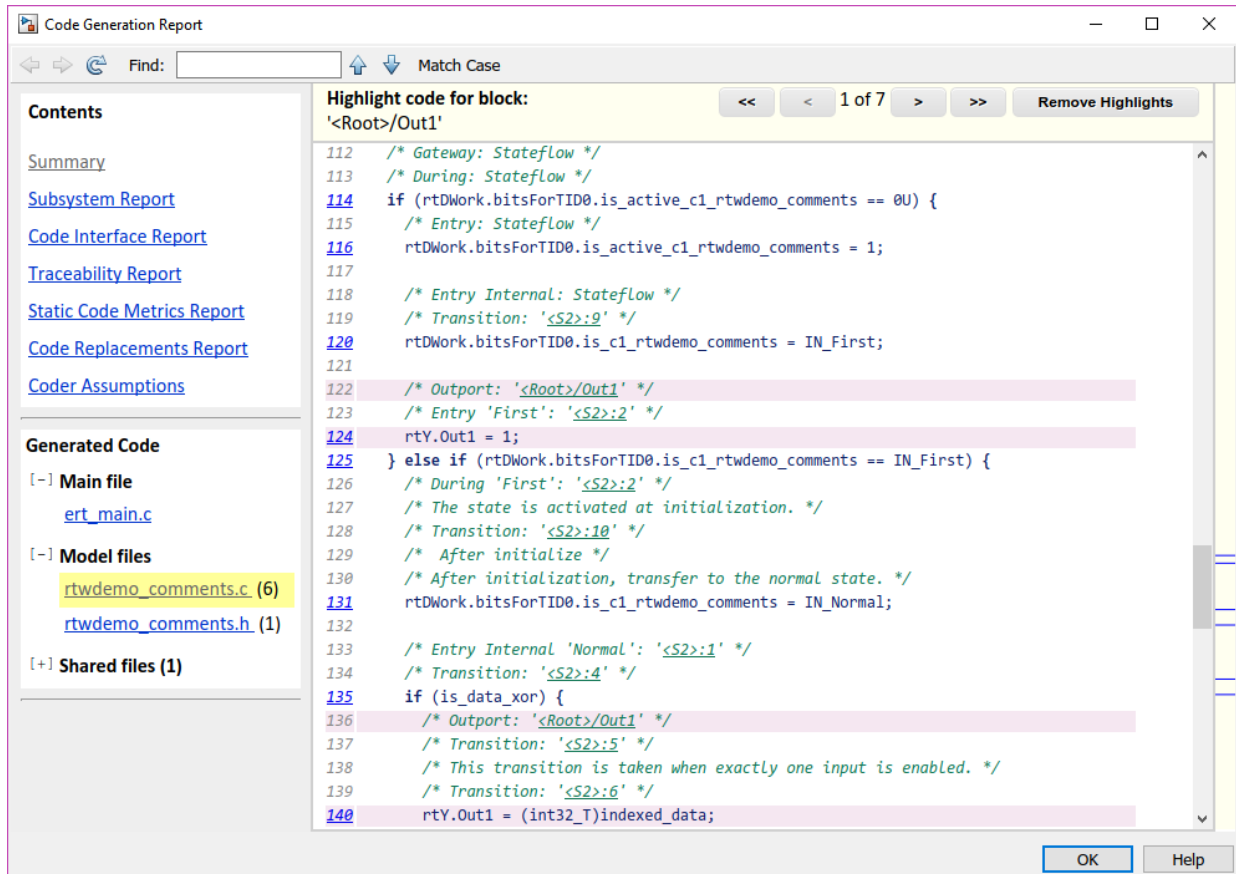 Code Generation Report
Find:
Match Case
Contents
Summary
Subsystem Report
Code Interface Report
Traceability Report
Static Code Metrics Report
Code Replacements Report
Coder Assumptions
Generated Code
[-] Main file
ert_main.c
[-] Model files
rtwdemo_comments.c (6)
rtwdemo_comments.h (1)
[+] Shared files (1)
Highlight code for block:
'<Root>/Out1'
<< < 1 of 7 > >> Remove Highlights
112 /* Gateway: Stateflow */
113 /* During: Stateflow */
114 if (rtDWork.bitsForTID0.is_active_c1_rtwdemo_comments == 0U) {
115 /* Entry: Stateflow */
116 rtDWork.bitsForTID0.is_active_c1_rtwdemo_comments = 1;
117
118 /* Entry Internal: Stateflow */
119 /* Transition: '<S2>:9' */
120 rtDWork.bitsForTID0.is_c1_rtwdemo_comments = IN_First;
121
122 /* Outport: '<Root>/Out1' */
123 /* Entry 'First': '<S2>:2' */
124 rtY.Out1 = 1;
125 } else if (rtDWork.bitsForTID0.is_c1_rtwdemo_comments == IN_First) {
126 /* During 'First': '<S2>:2' */
127 /* The state is activated at initialization. */
128 /* Transition: '<S2>:10' */
129 /*  After initialize */
130 /* After initialization, transfer to the normal state. */
131 rtDWork.bitsForTID0.is_c1_rtwdemo_comments = IN_Normal;
132
133 /* Entry Internal 'Normal': '<S2>:1' */
134 /* Transition: '<S2>:4' */
135 if (is_data_xor) {
136 /* Outport: '<Root>/Out1' */
137 /* Transition: '<S2>:5' */
138 /* This transition is taken when exactly one input is enabled. */
139 /* Transition: '<S2>:6' */
140 rtY.Out1 = (int32_T)indexed_data;
OK
Help